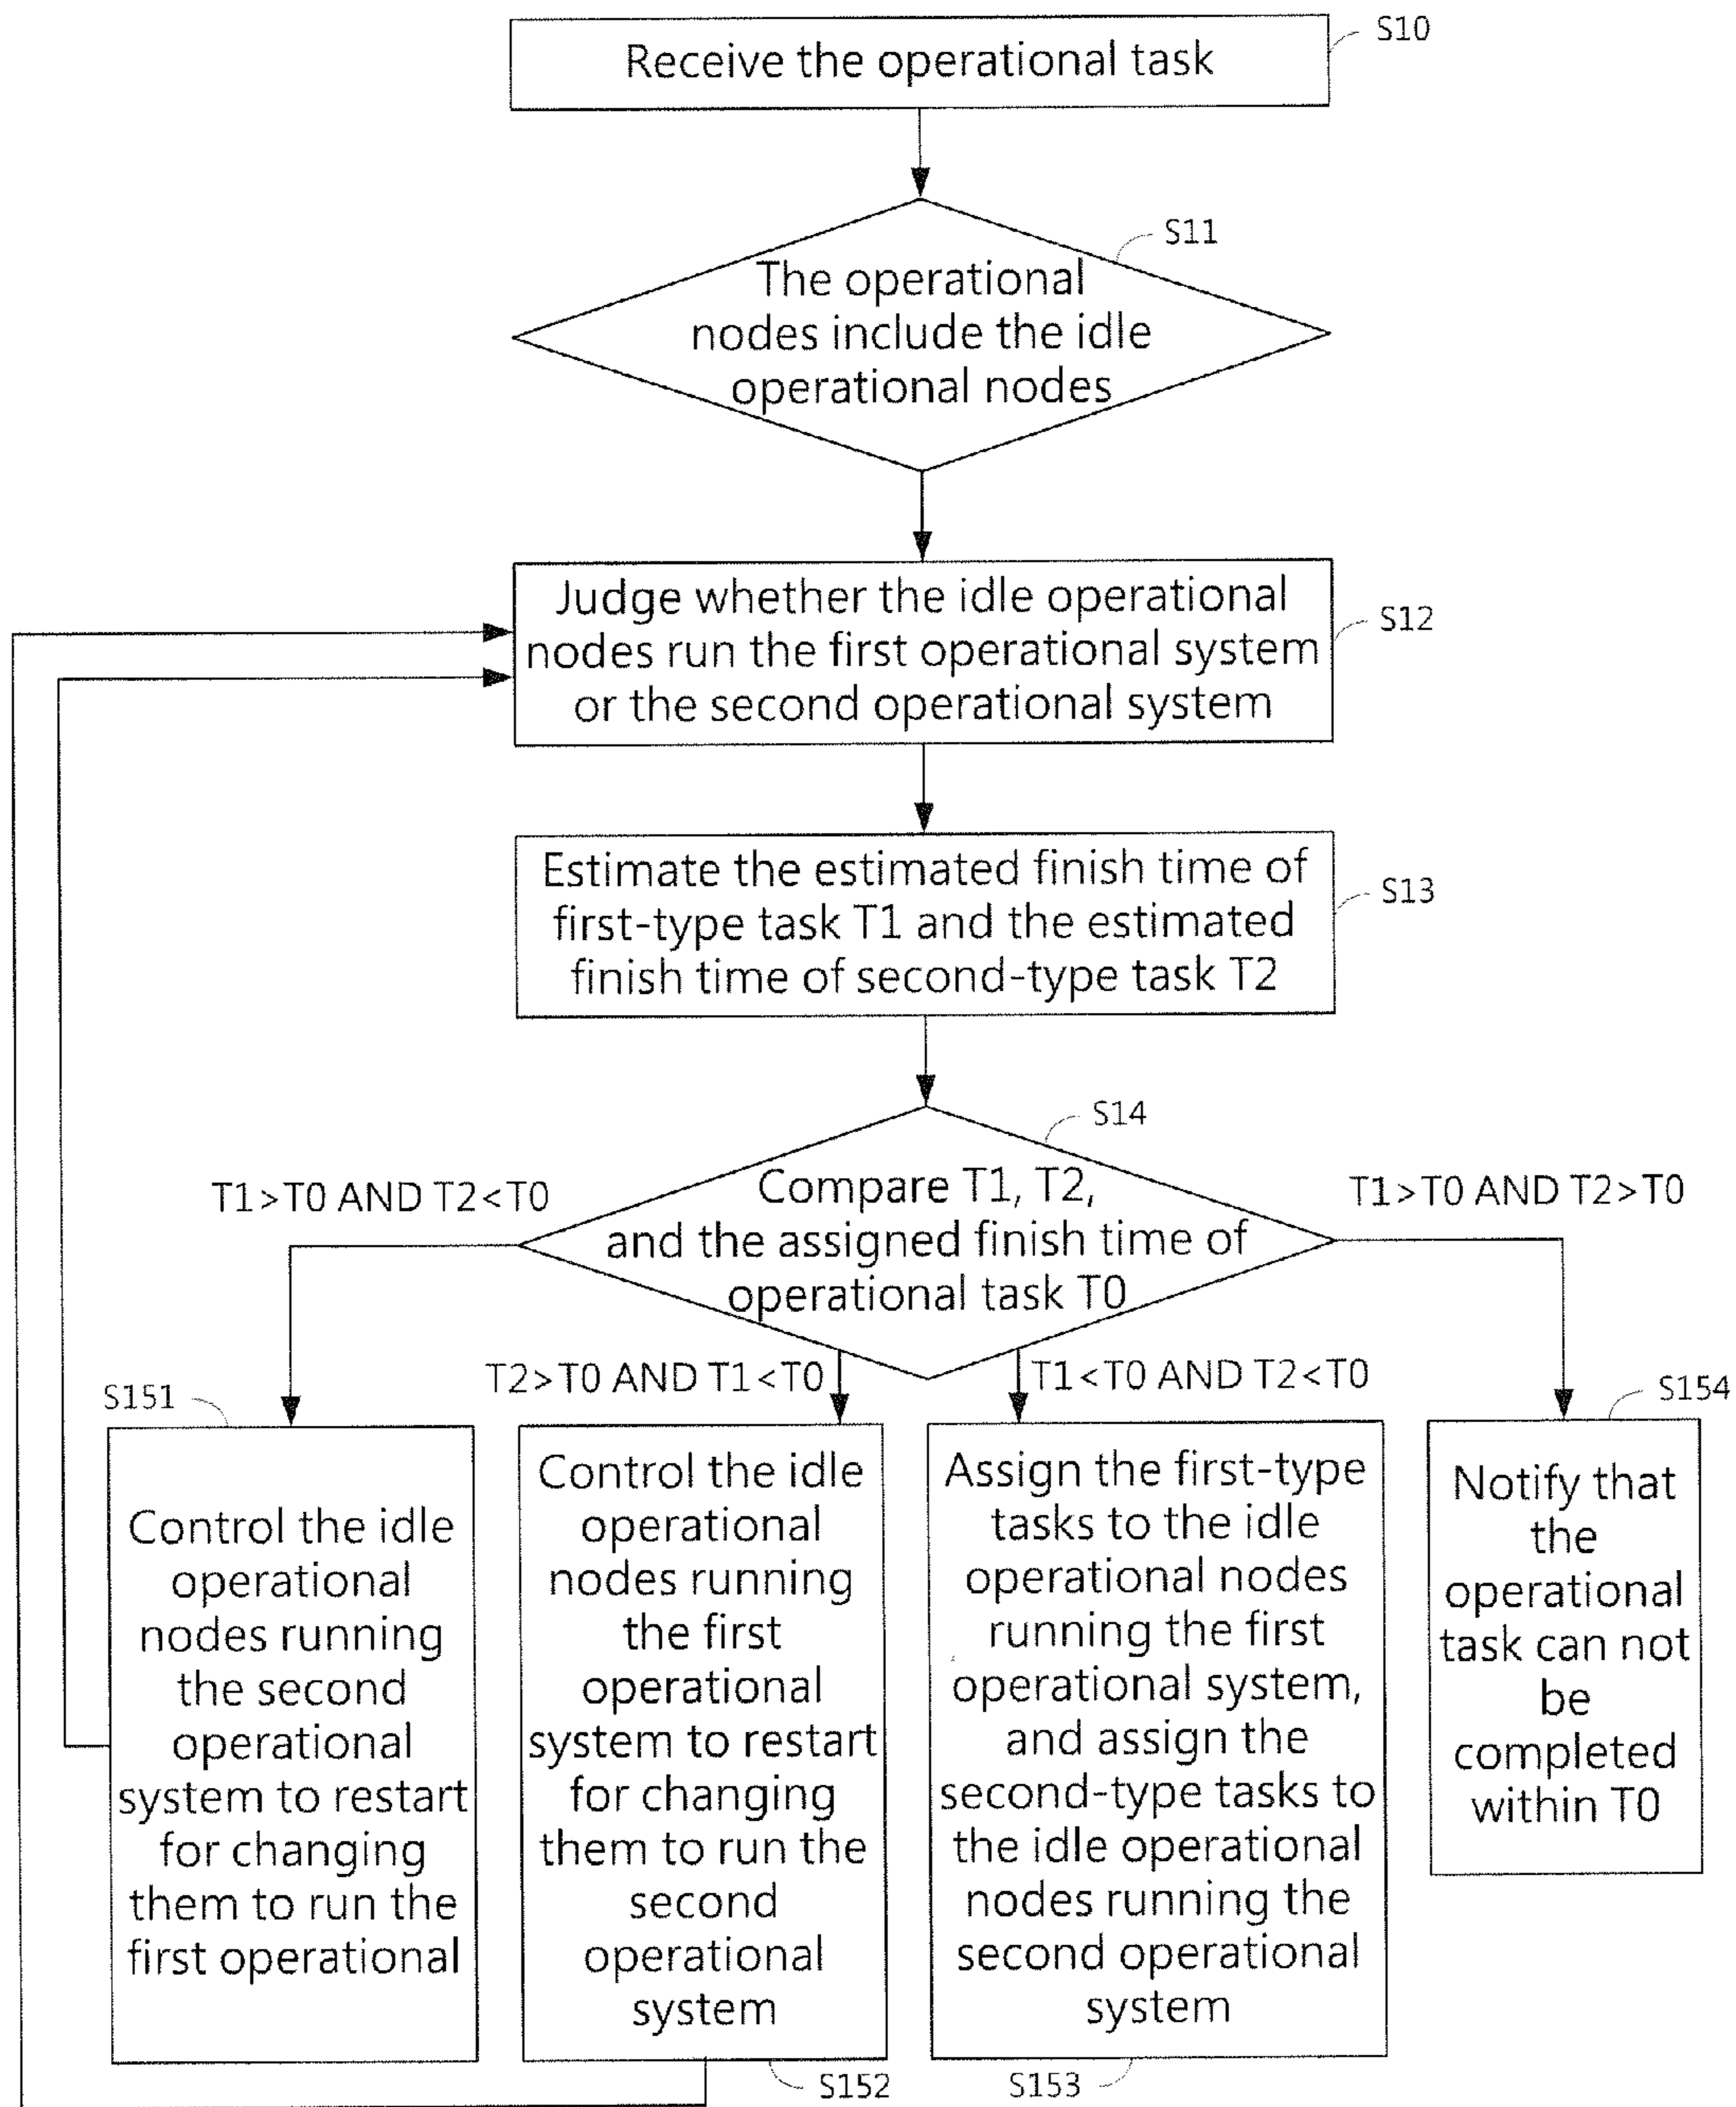 Receive the operational task
S10
S11
The operational
nodes include the idle
operational nodes
Judge whether the idle operational
nodes run the first operational system
or the second operational system
S12
Estimate the estimated finish time of
first-type task T1 and the estimated
finish time of second-type task T2
S13
S14
Compare T1, T2,
and the assigned finish time of
operational task T0
T1>T0 AND T2<T0
T1>T0 AND T2>T0
T2>T0 AND T1<T0
T1<T0 AND T2<T0
S151
Control the idle
operational
nodes running
the second
operational
system to restart
for changing
them to run the
first operational
Control the idle
operational
nodes running
the first
operational
system to restart
for changing
them to run the
second
operational
system
S152
Assign the first-type
tasks to the idle
operational nodes
running the first
operational system,
and assign the
second-type tasks to
the idle operational
nodes running the
second operational
system
S153
S154
Notify that
the
operational
task can not
be
completed
within T0